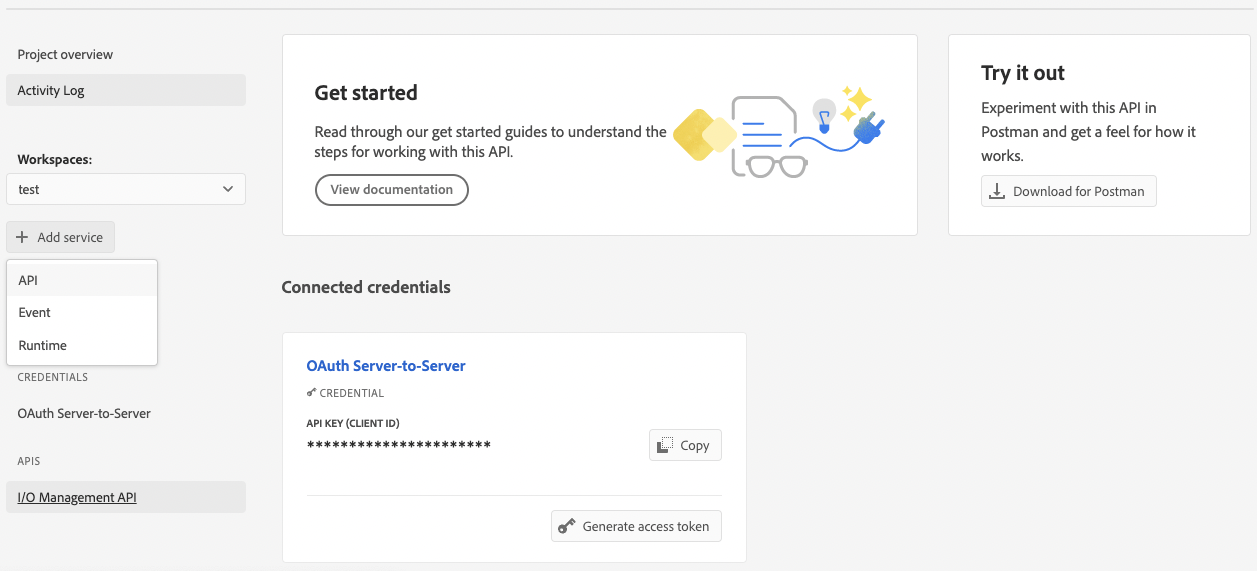 Project overview
Activity Log
Workspaces:
test
Add service
API
Event
Runtime
CREDENTIALS
OAuth Server-to-Server
APIS
I/O Management API
Get started
Read through our get started guides to understand the
steps for working with this API.
View documentation
Try it out
Experiment with this API in
Postman and get a feel for how it
works.
Download for Postman
Connected credentials
OAuth Server-to-Server
CREDENTIAL
API KEY (CLIENT ID)
**********************
Copy
Generate access token